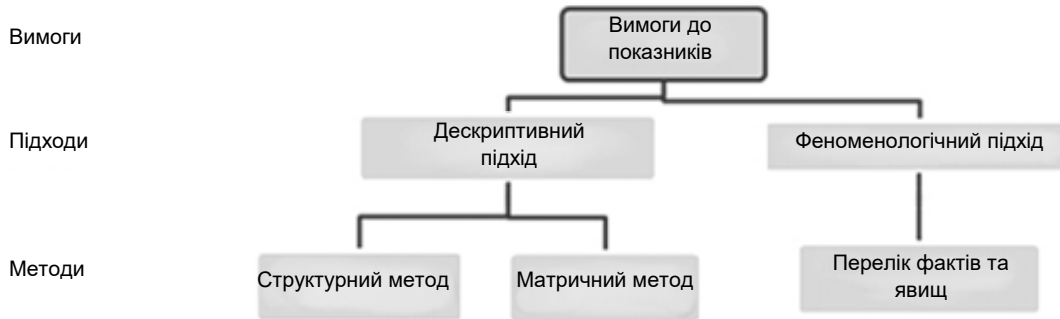 Вимоги
Вимоги до
показників
Підходи
Дескриптивний
підхід
Феноменологічний підхід
Методи
Структурний метод
Матричний метод
Перелік фактів та
явищ